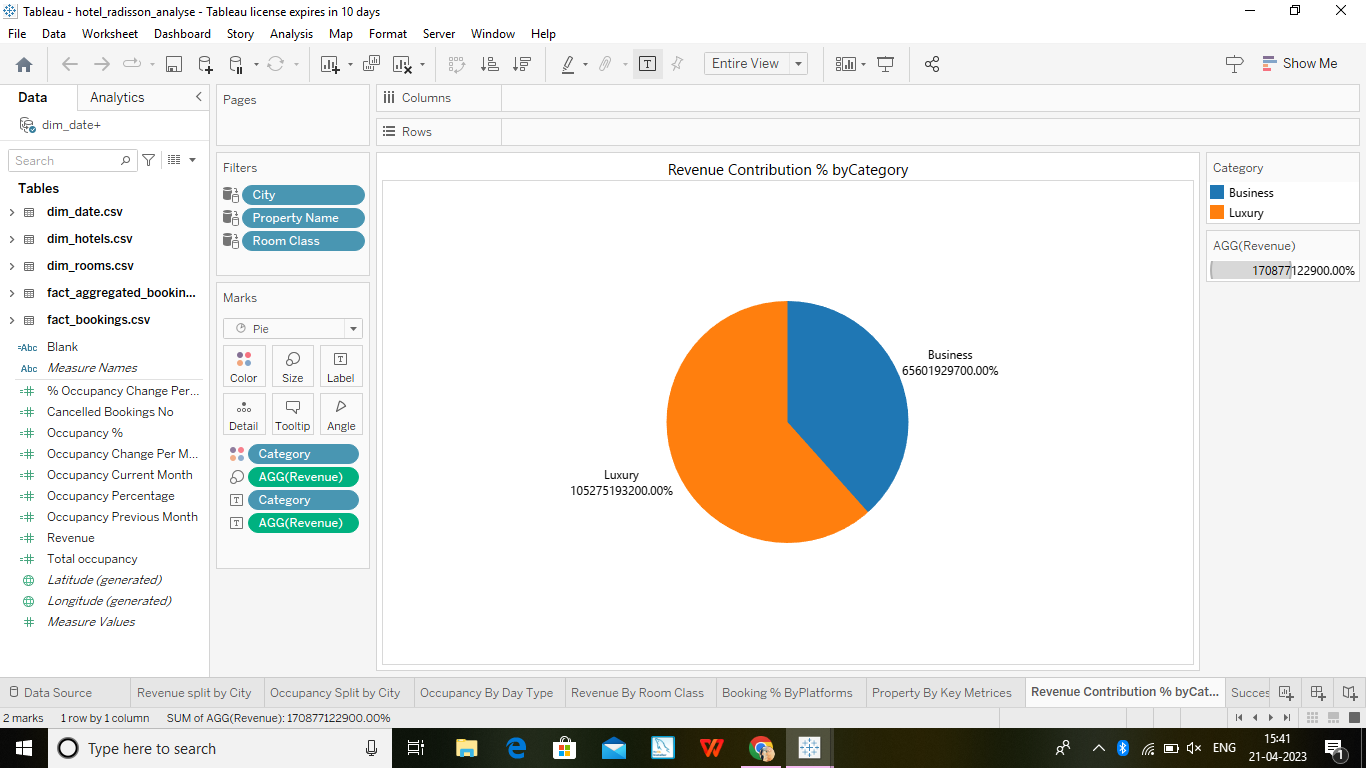 Tableau - hotel_radisson_analyse - Tableau license expires in 10 days
File Data Worksheet Dashboard Story Analysis Map Format Server Window Help
Entire View
Show Me
Data Analytics
dim_date+
Search
Tables
dim_date.csv
dim_hotels.csv
dim_rooms.csv
fact_aggregated_bookin...
fact_bookings.csv
=Abc Blank
Abc Measure Names
% Occupancy Change Per...
Cancelled Bookings No
Occupancy %
Occupancy Change Per M...
Occupancy Current Month
Occupancy Percentage
Occupancy Previous Month
Revenue
Total occupancy
Latitude (generated)
Longitude (generated)
Measure Values
Pages
Filters
City
Property Name
Room Class
Marks
Pie
Color Size T Label
Detail Tooltip Angle
Category
AGG(Revenue)
T Category
T AGG(Revenue)
Columns
Rows
Revenue Contribution % byCategory
Business
65601929700.00%
Luxury
105275193200.00%
Category
Business
Luxury
AGG(Revenue)
170877122900.00%
Data Source Revenue split by City Occupancy Split by City Occupancy By Day Type Revenue By Room Class Booking % ByPlatforms Property By Key Metrices Revenue Contribution % byCat... Succes
2 marks 1 row by 1 column SUM of AGG(Revenue): 170877122900.00%
Type here to search
ENG
15:41
21-04-2023
1